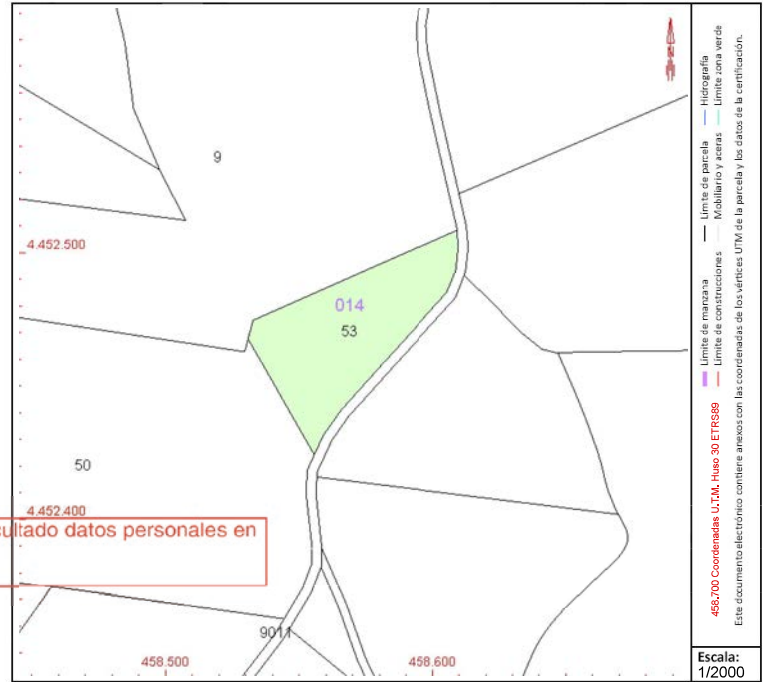 9
4.452.500
014
53
50
4.452.400
cultado datos personales en
9011
458.500
458.600
N
Límite de manzana
Límite de parcela
Hidrografía
458.700 Coordenadas U.T.M. Huso 30 ETRS89
Límite de construcciones
Mobiliario y aceras
Límite zona verde
Este documento electrónico contiene anexos con las coordenadas de los vértices UTM de la parcela y los datos de la certificación.
Escala:
1/2000